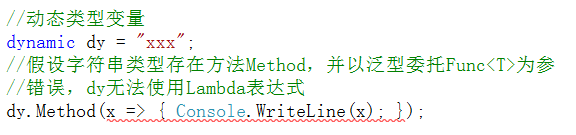 //动态类型变量
dynamic dy = "xxx";
//假设字符串类型存在方法Method，并以泛型委托Func<T>为参
//错误，dy无法使用Lambda表达式
dy.Method(x => { Console.WriteLine(x); });